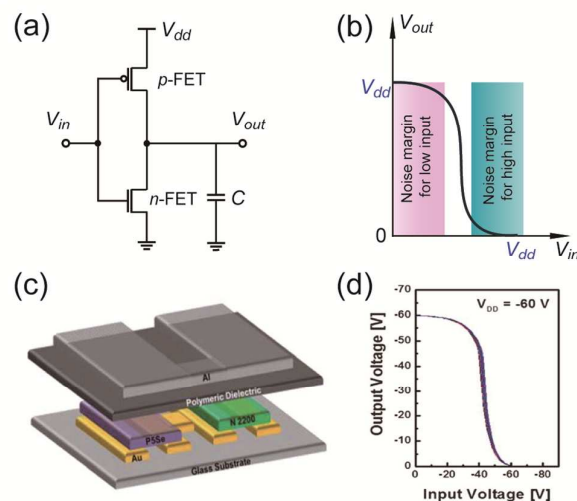 (a)
V_dd
p-FET
V_in
V_out
n-FET
C
(b)
V_out
V_dd
Noise margin
for low input
Noise margin
for high input
0
V_dd
V_in
(c)
Al
Polymeric Dielectric
PSSe
N 2200
Au
Glass Substrate
(d)
-70
-60
-50
-40
-30
-20
-10
-0
Output Voltage [V]
V_DD = -60 V
0
-20
-40
-60
-80
Input Voltage [V]